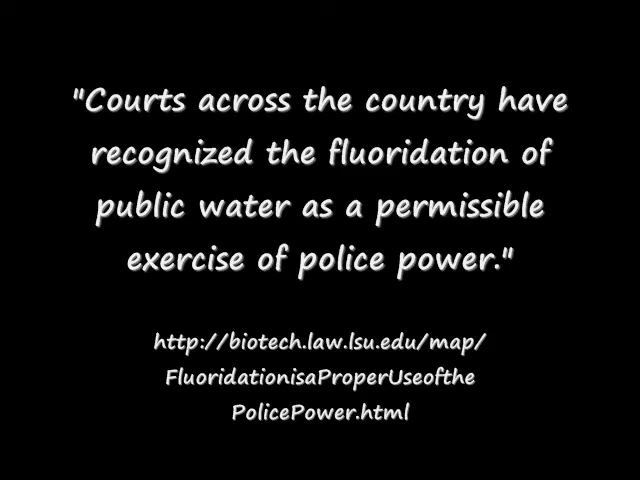 "Courts across the country have
recognized the fluoridation of
public water as a permissible
exercise of police power."
http://biotech.law.lsu.edu/map/
FluoridationisaProperUseofthe
PolicePower.html